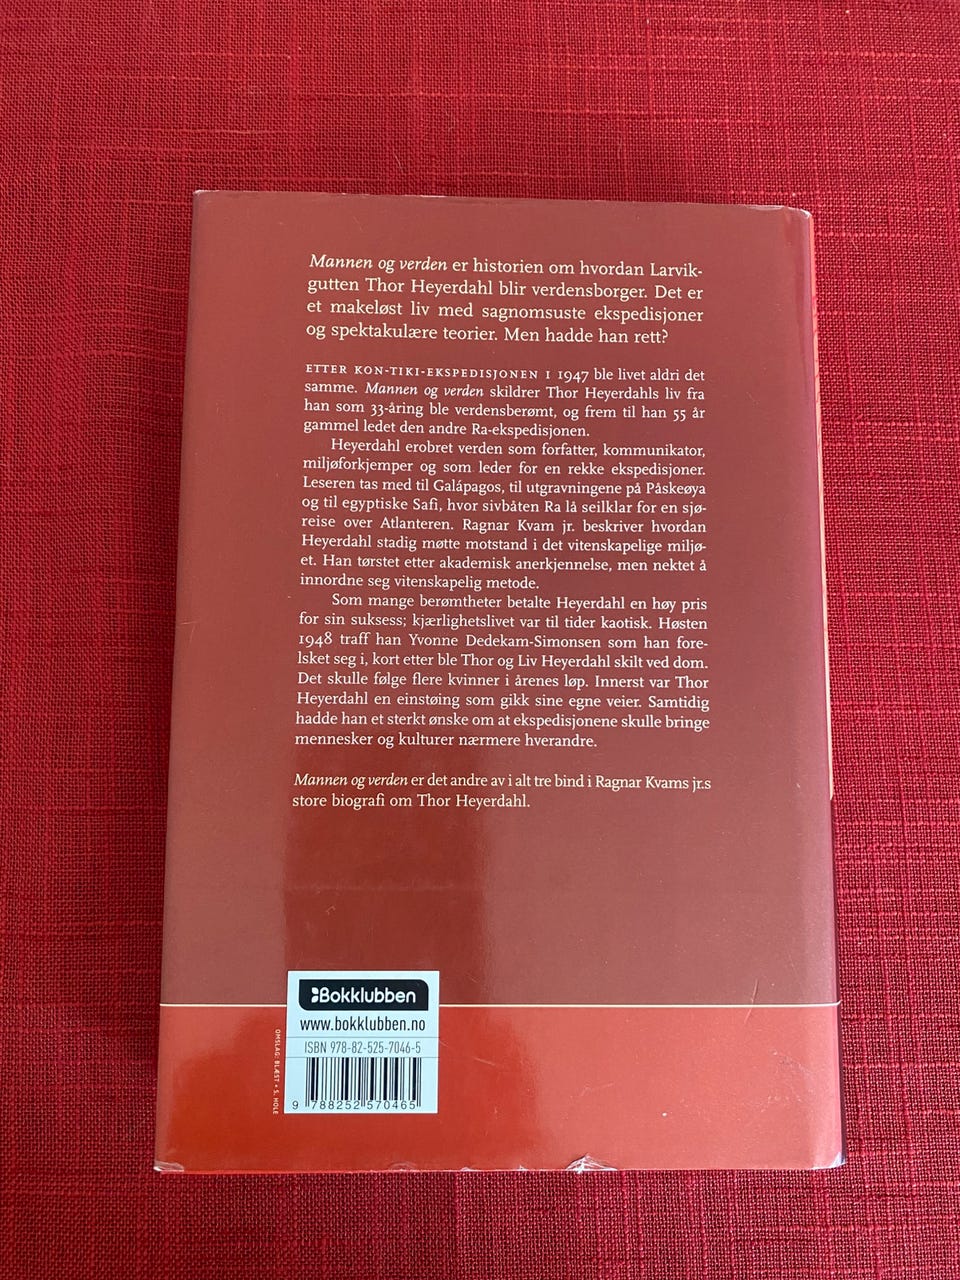 Mannen og verden er historien om hvordan Larvik-
gutten Thor Heyerdahl blir verdensborger. Det er
et makeløst liv med sagnomsuste ekspedisjoner
og spektakulære teorier. Men hadde han rett?
ETTER KON-TIKI-EKSPEDISJONEN I 1947 ble livet aldri det
samme. Mannen og verden skildrer Thor Heyerdahls liv fra
han som 33-åring ble verdensberømt, og frem til han 55 år
gammel ledet den andre Ra-ekspedisjonen.
Heyerdahl erobret verden som forfatter, kommunikator,
miljøforkjemper og som leder for en rekke ekspedisjoner.
Leseren tas med til Galápagos, til utgravningene på Påskeøya
og til egyptiske Safi, hvor sivbåten Ra lå seilklar for en sjø-
reise over Atlanteren. Ragnar Kvam jr. beskriver hvordan
Heyerdahl stadig møtte motstand i det vitenskapelige miljø-
et. Han tørstet etter akademisk anerkjennelse, men nektet å
innordne seg vitenskapelig metode.
Som mange berømtheter betalte Heyerdahl en høy pris
for sin suksess; kjærlighetslivet var til tider kaotisk. Høsten
1948 traff han Yvonne Dedekam-Simonsen som han fore-
lsket seg i, kort etter ble Thor og Liv Heyerdahl skilt ved dom.
Det skulle følge flere kvinner i årenes løp. Innerst var Thor
Heyerdahl en einstøing som gikk sine egne veier. Samtidig
hadde han et sterkt ønske om at ekspedisjonene skulle bringe
mennesker og kulturer nærmere hverandre.
Mannen og verden er det andre av i alt tre bind i Ragnar Kvams jr.s
store biografi om Thor Heyerdahl.
Bokklubben
www.bokklubben.no
ISBN 978-82-525-7046-5
9 788252 570465
OMSLAG: BLÆST • S. HOLE